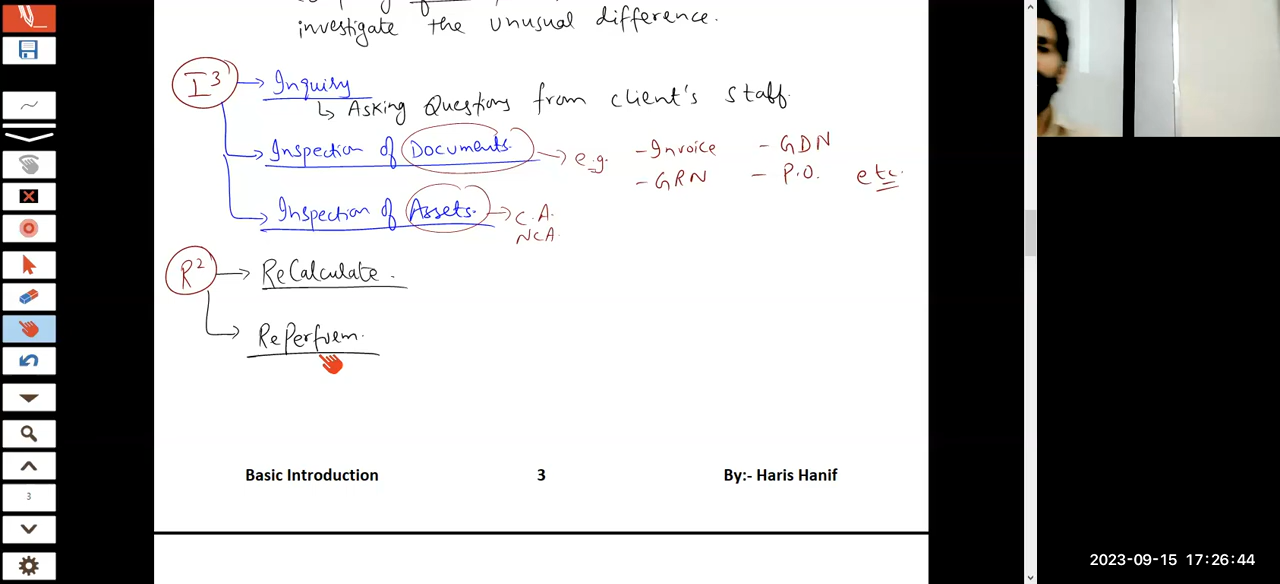 investigate the unusual difference.
I³ → Inquiry
↳ Asking Questions from client's staff.
→ Inspection of Documents. → e.g. - Invoice - GDN
- GRN - P.O. etc.
→ Inspection of Assets. → C.A.
NCA.
R² → ReCalculate.
→ RePerform.
Basic Introduction 3 By:- Haris Hanif
3
2023-09-15 17:26:44